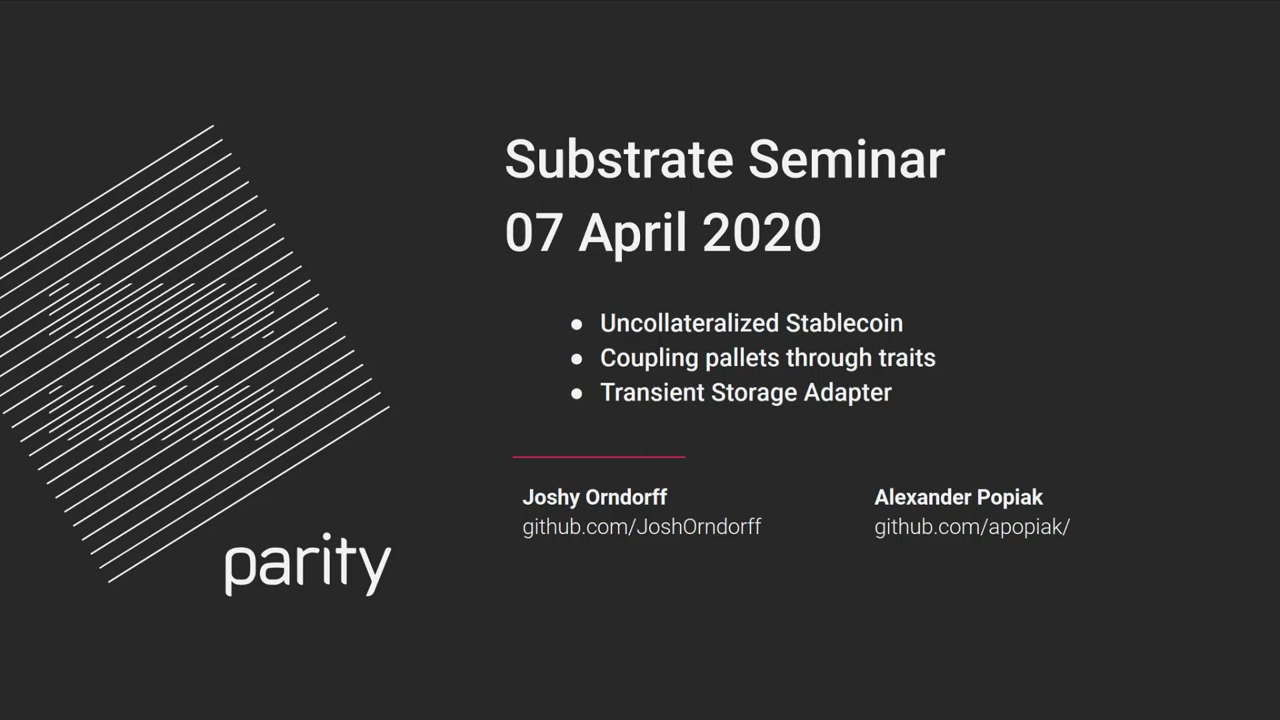 Substrate Seminar
07 April 2020
● Uncollateralized Stablecoin
● Coupling pallets through traits
● Transient Storage Adapter
Joshy Orndorff
github.com/JoshOrndorff
Alexander Popiak
github.com/apopiak/
parity